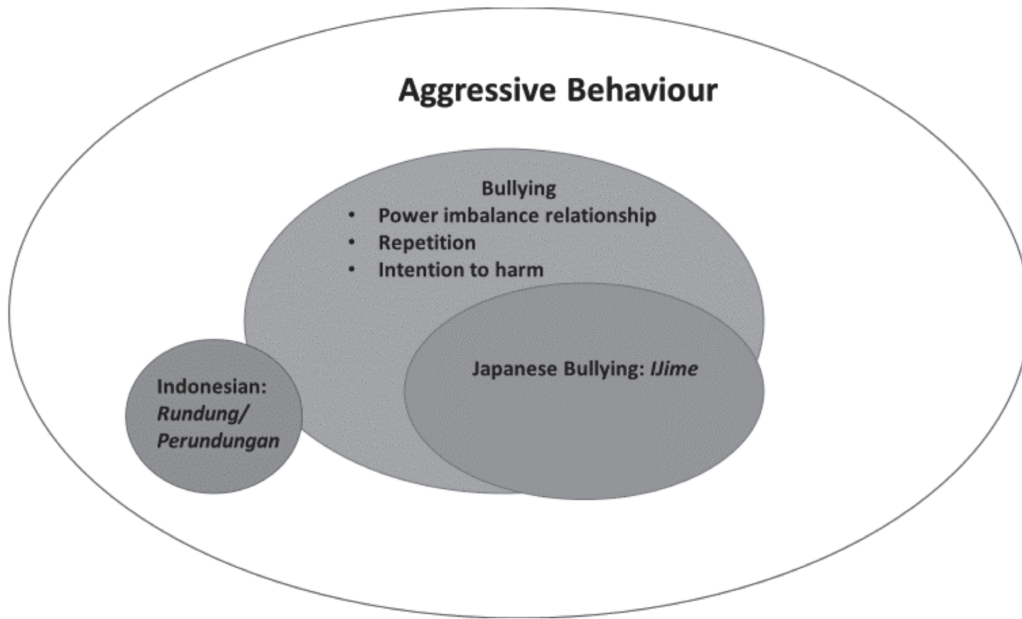 Aggressive Behaviour
Bullying
• Power imbalance relationship
• Repetition
• Intention to harm
Japanese Bullying: IJime
Indonesian:
Rundung/
Perundungan